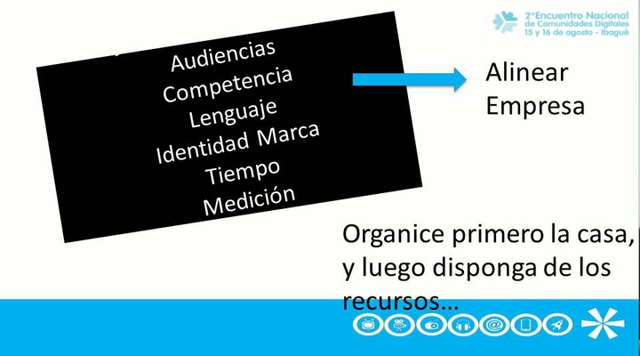 2° Encuentro Nacional
de Comunidades Digitales
15 y 16 de agosto - Ibagué
Audiencias
Competencia
Lenguaje
Identidad Marca
Tiempo
Medición
Alinear
Empresa
Organice primero la casa,
y luego disponga de los
recursos...